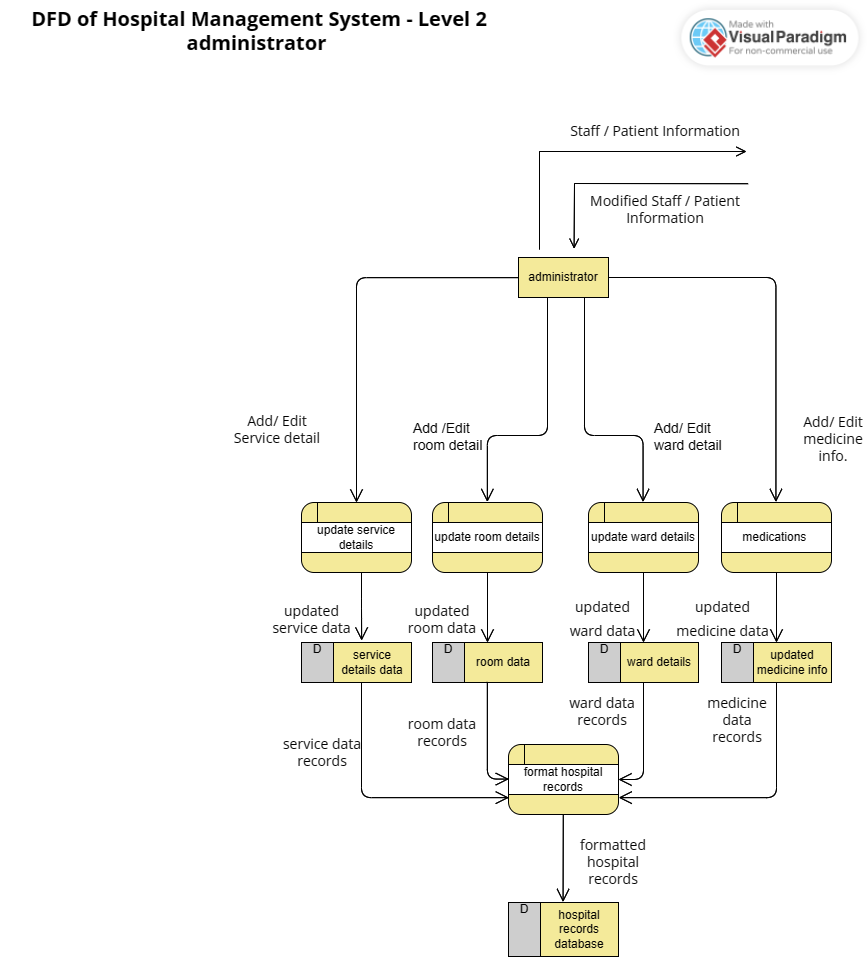 DFD of Hospital Management System - Level 2
administrator
Made with
VisualParadigm
For non-commercial use
Staff / Patient Information
Modified Staff / Patient
Information
administrator
Add/ Edit
Service detail
Add /Edit
room detail
Add/ Edit
ward detail
Add/ Edit
medicine
info.
update service
details
update room details
update ward details
medications
updated
service data
updated
room data
updated
ward data
updated
medicine data
D
service
details data
D
room data
D
ward details
D
updated
medicine info
service data
records
room data
records
ward data
records
medicine
data
records
format hospital
records
formatted
hospital
records
D
hospital
records
database